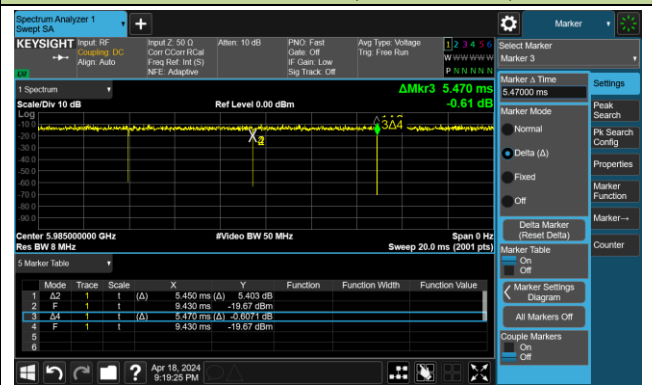 Spectrum Analyzer 1
Swept SA
+
Marker
KEYSIGHT
Input: RF
Coupling: DC
Align: Auto
Input Z: 50 Ω
Corr CCorr RCal
Freq Ref: Int (S)
NFE: Adaptive
Atten: 10 dB
PNO: Fast
Gate: Off
IF Gain: Low
Sig Track: Off
Avg Type: Voltage
Trig: Free Run
1 2 3 4 5 6
W W W W W W
P N N N N N
Select Marker
Marker 3
1 Spectrum
Scale/Div 10 dB
Log
Ref Level 0.00 dBm
ΔMkr3 5.470 ms
-0.61 dB
-10.0
-20.0
-30.0
-40.0
-50.0
-60.0
-70.0
-80.0
-90.0
3Δ4
Center 5.985000000 GHz
Res BW 8 MHz
#Video BW 50 MHz
Span 0 Hz
Sweep 20.0 ms (2001 pts)
5 Marker Table
Mode Trace Scale X Y Function Function Width Function Value
1 Δ2 1 t (Δ) 5.450 ms (Δ) 5.403 dB
2 F 1 t 9.430 ms -19.67 dBm
3 Δ4 1 t (Δ) 5.470 ms (Δ) -0.6071 dB
4 F 1 t 9.430 ms -19.67 dBm
5
6
Marker Δ Time
5.47000 ms
Marker Mode
Normal
Delta (Δ)
Fixed
Off
Delta Marker
(Reset Delta)
Marker Table
On
Off
Marker Settings
Diagram
All Markers Off
Couple Markers
On
Off
Settings
Peak
Search
Pk Search
Config
Properties
Marker
Function
Marker→
Counter
?
Apr 18, 2024
9:19:25 PM